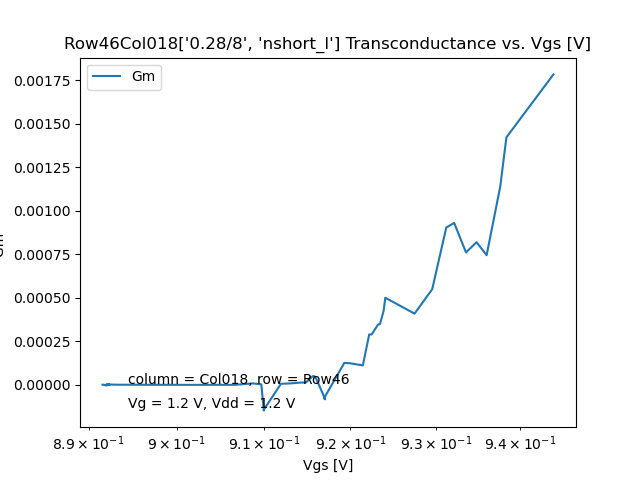 Row46Col018['0.28/8', 'nshort_l'] Transconductance vs. Vgs [V]
Gm
0.00175
0.00150
0.00125
0.00100
0.00075
0.00050
0.00025
0.00000
Gm
column = Col018, row = Row46
Vg = 1.2 V, Vdd = 1.2 V
8.9 × 10⁻¹ 9 × 10⁻¹ 9.1 × 10⁻¹ 9.2 × 10⁻¹ 9.3 × 10⁻¹ 9.4 × 10⁻¹
Vgs [V]